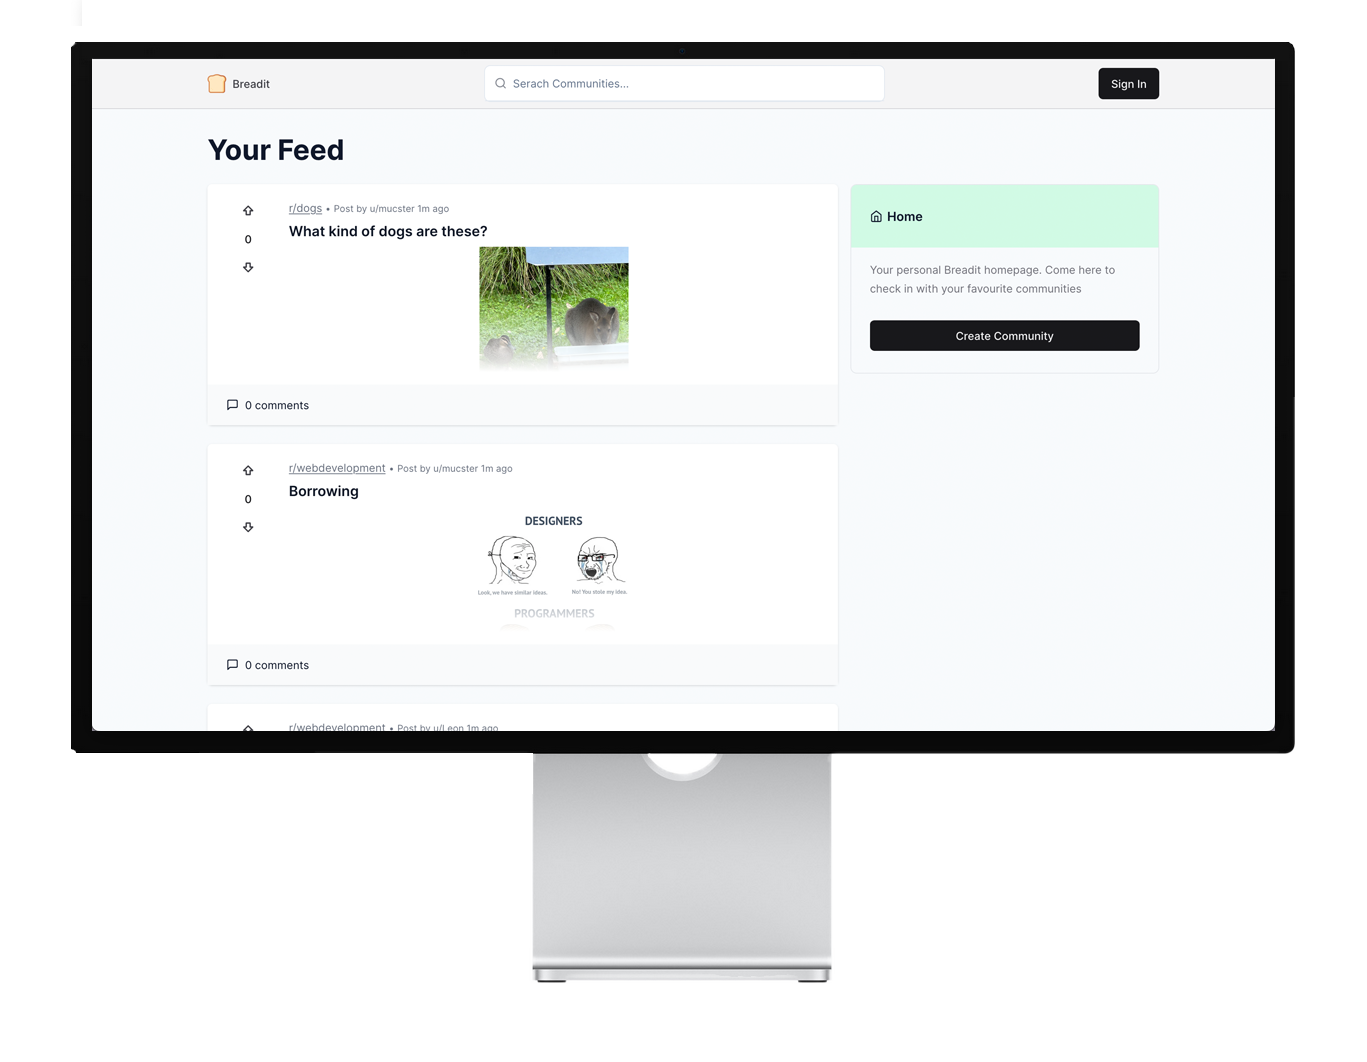 Breadit
Serach Communities...
Sign In
Your Feed
r/dogs • Post by u/mucster 1m ago
0
What kind of dogs are these?
0 comments
Home
Your personal Breadit homepage. Come here to
check in with your favourite communities
Create Community
r/webdevelopment • Post by u/mucster 1m ago
0
Borrowing
DESIGNERS
Look, we have similar ideas.
No! You stole my idea.
PROGRAMMERS
0 comments
r/webdevelopment • Post by u/Leon 1m ago